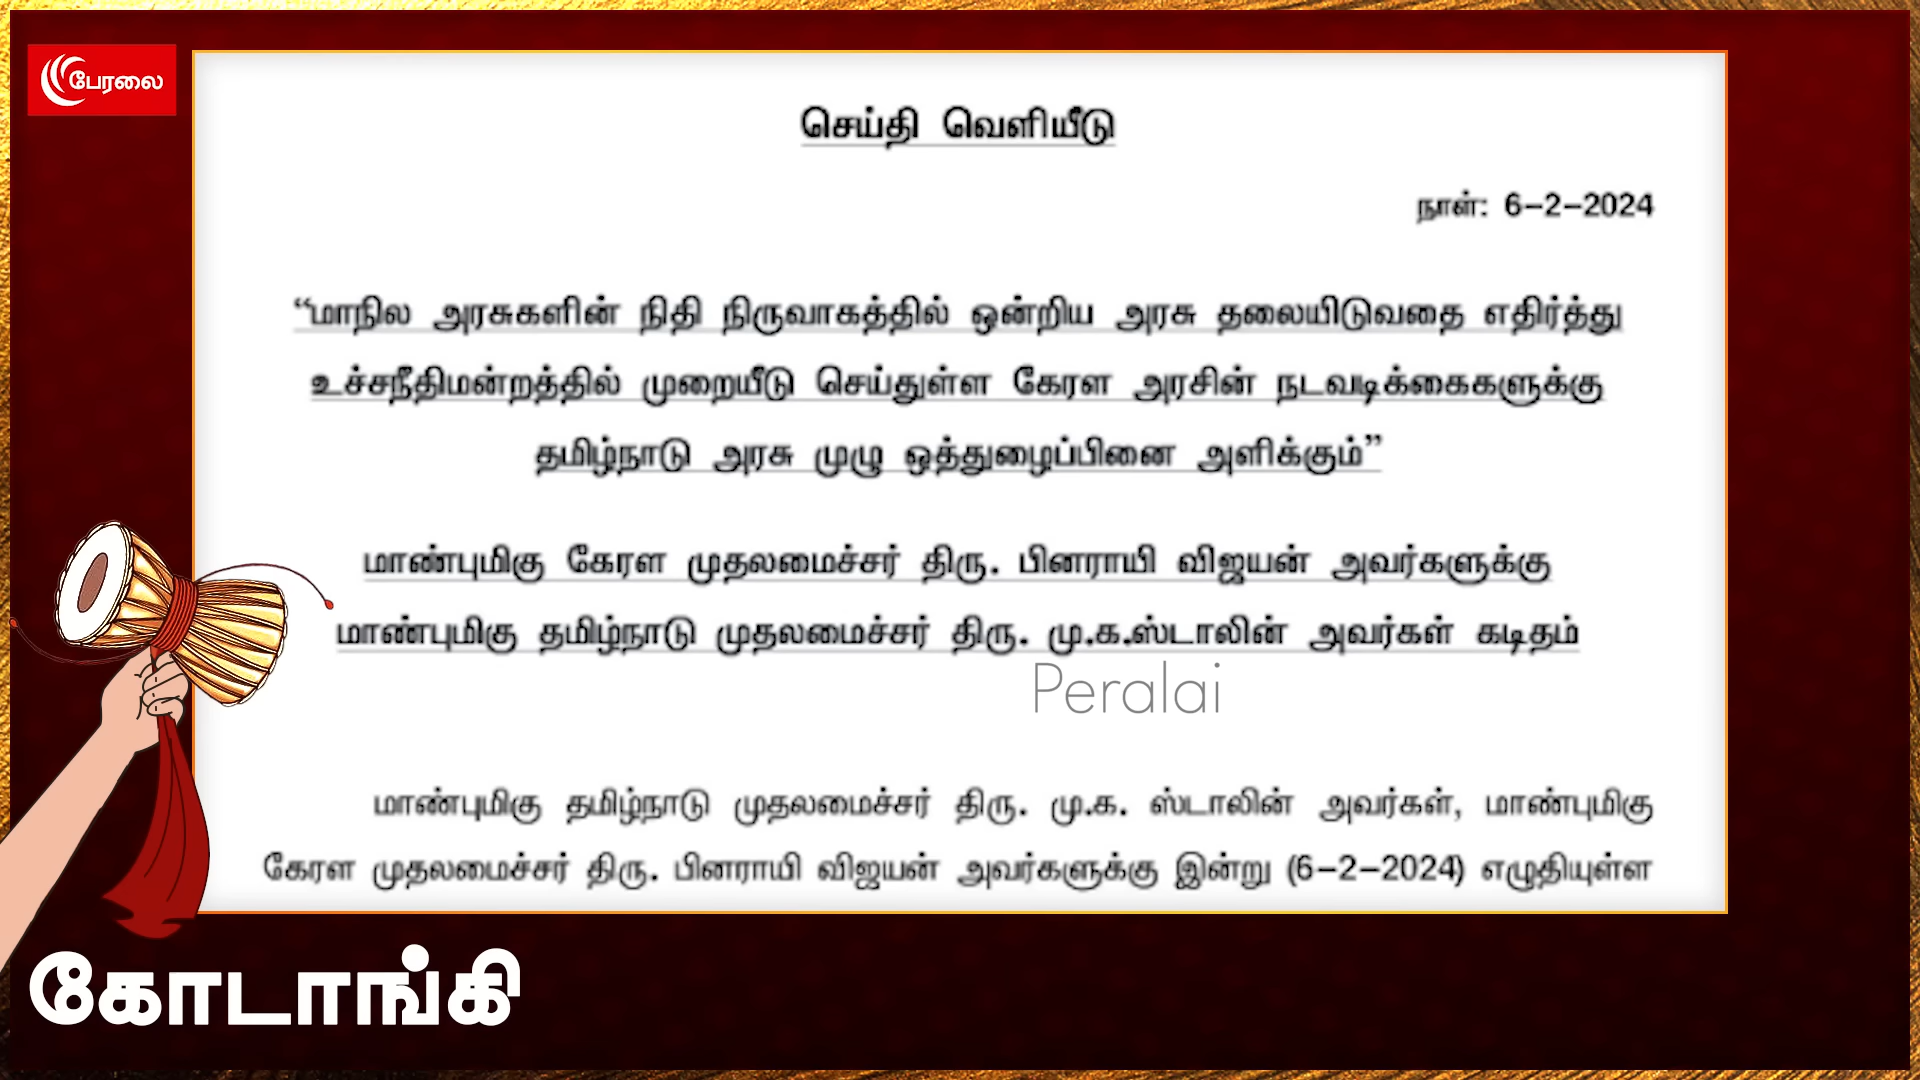 பேரலை
செய்தி வெளியீடு
நாள்: 6–2–2024
“மாநில அரசுகளின் நிதி நிருவாகத்தில் ஒன்றிய அரசு தலையிடுவதை எதிர்த்து
உச்சநீதிமன்றத்தில் முறையீடு செய்துள்ள கேரள அரசின் நடவடிக்கைகளுக்கு
தமிழ்நாடு அரசு முழு ஒத்துழைப்பினை அளிக்கும்”
மாண்புமிகு கேரள முதலமைச்சர் திரு. பினராயி விஜயன் அவர்களுக்கு
மாண்புமிகு தமிழ்நாடு முதலமைச்சர் திரு. மு.க.ஸ்டாலின் அவர்கள் கடிதம்
Peralai
மாண்புமிகு தமிழ்நாடு முதலமைச்சர் திரு. மு.க. ஸ்டாலின் அவர்கள், மாண்புமிகு
கேரள முதலமைச்சர் திரு. பினராயி விஜயன் அவர்களுக்கு இன்று (6–2–2024) எழுதியுள்ள
கோடாங்கி